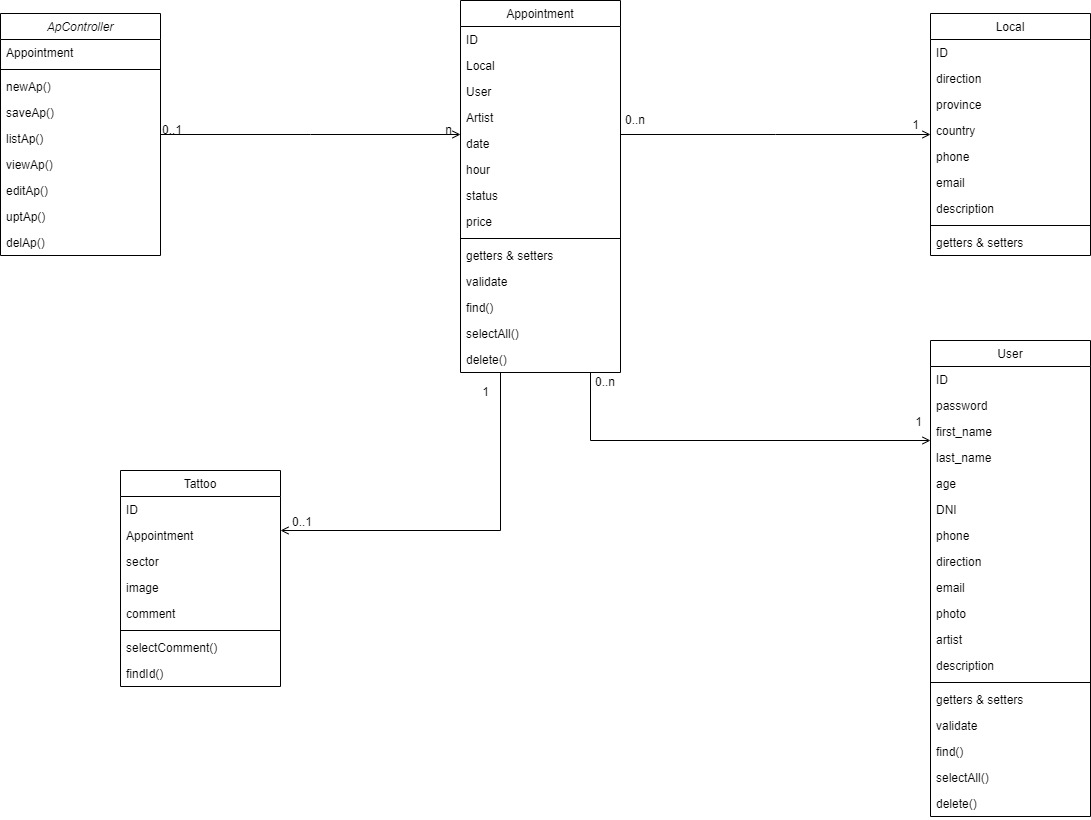 ApController
Appointment
newAp()
saveAp()
listAp()
viewAp()
editAp()
uptAp()
delAp()
0..1
n
Appointment
ID
Local
User
Artist
date
hour
status
price
getters & setters
validate
find()
selectAll()
delete()
0..n
1
Local
ID
direction
province
country
phone
email
description
getters & setters
1
0..1
0..n
1
Tattoo
ID
Appointment
sector
image
comment
selectComment()
findId()
User
ID
password
first_name
last_name
age
DNI
phone
direction
email
photo
artist
description
getters & setters
validate
find()
selectAll()
delete()